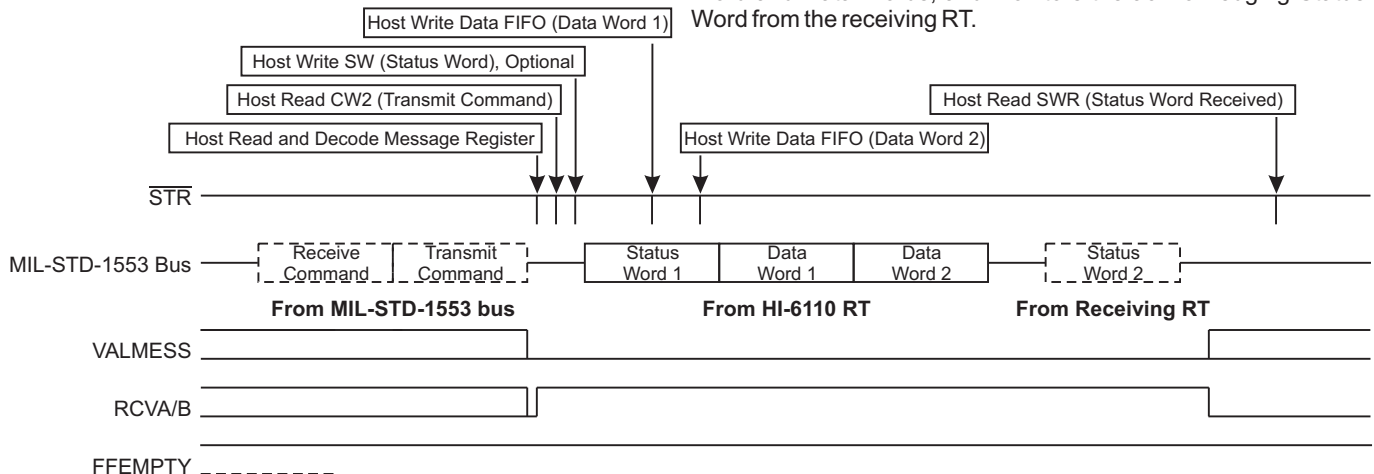 Word from the receiving RT.
Host Write Data FIFO (Data Word 1)
Host Write SW (Status Word), Optional
Host Read CW2 (Transmit Command)
Host Read SWR (Status Word Received)
Host Read and Decode Message Register
Host Write Data FIFO (Data Word 2)
STR
MIL-STD-1553 Bus
Receive Command
Transmit Command
Status Word 1
Data Word 1
Data Word 2
Status Word 2
From MIL-STD-1553 bus
From HI-6110 RT
From Receiving RT
VALMESS
RCVA/B
FFEMPTY